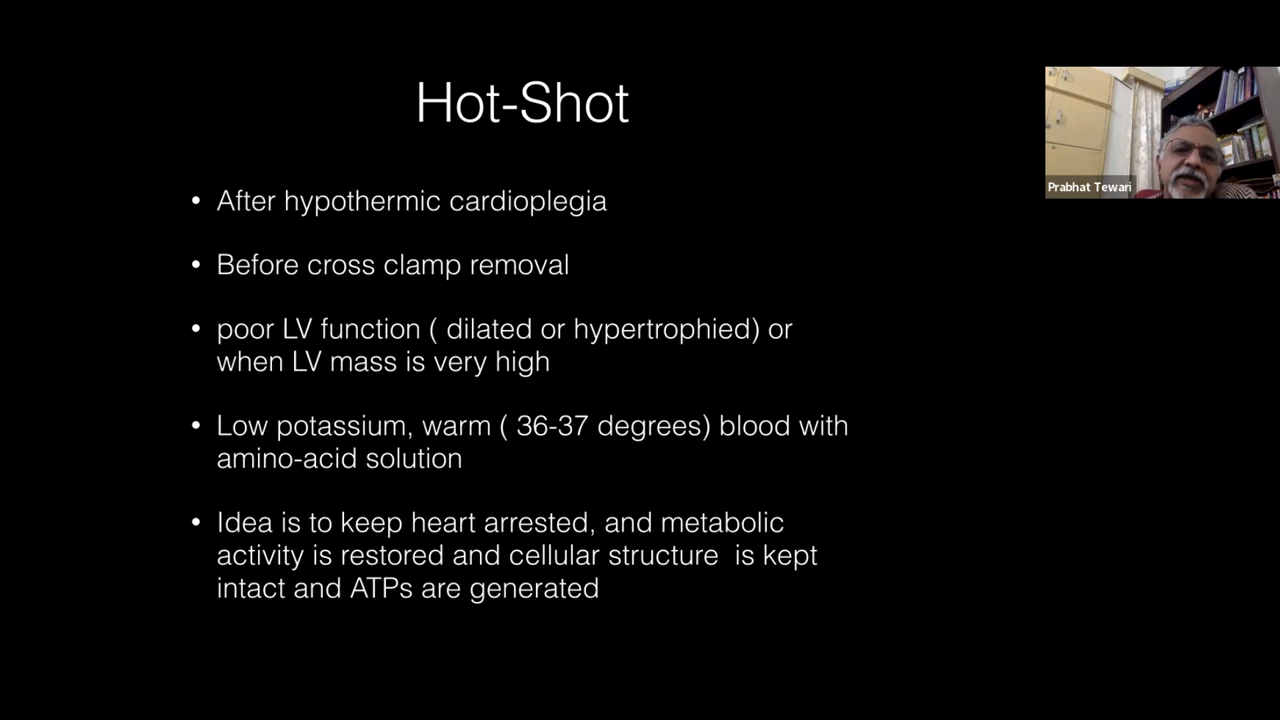 Hot-Shot
• After hypothermic cardioplegia
• Before cross clamp removal
• poor LV function ( dilated or hypertrophied) or
when LV mass is very high
• Low potassium, warm ( 36-37 degrees) blood with
amino-acid solution
• Idea is to keep heart arrested, and metabolic
activity is restored and cellular structure  is kept
intact and ATPs are generated
Prabhat Tewari